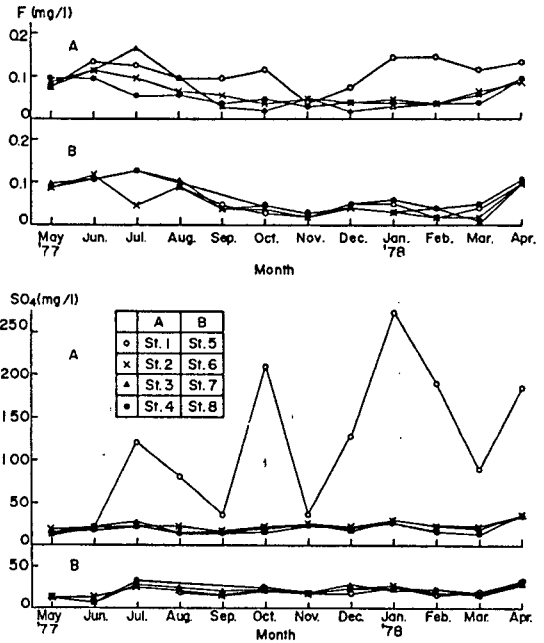 F (mg/l)
0.2
A
0.1
0
0.2
B
0.1
0
May Jun. Jul. Aug. Sep. Oct. Nov. Dec. Jan. Feb. Mar. Apr.
'77 '78
Month
SO4(mg/l)
250
A
A B
St.1 St.5
St.2 St.6
St.3 St.7
St.4 St.8
200
150
100
50
0
50
B
0
May Jun. Jul. Aug. Sep. Oct. Nov. Dec. Jan. Feb. Mar. Apr.
'77 '78
Month